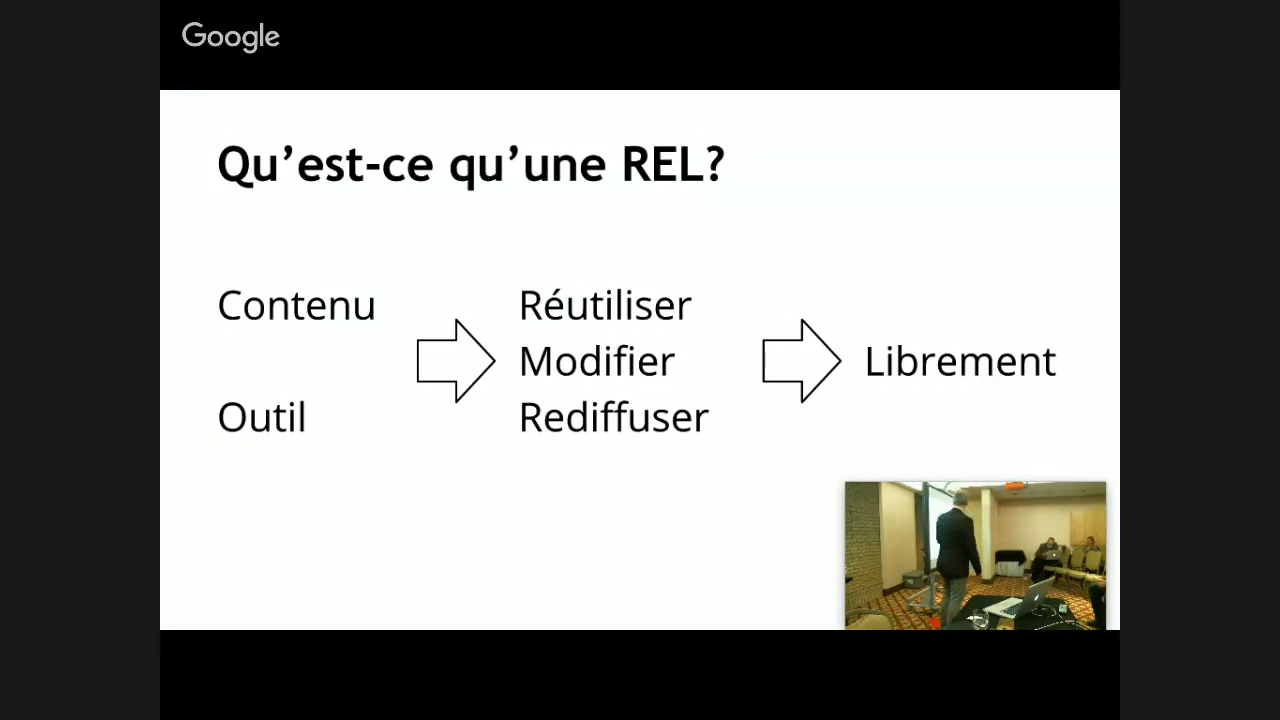 Google
Qu’est-ce qu’une REL?
Contenu
Outil
Réutiliser
Modifier
Rediffuser
Librement